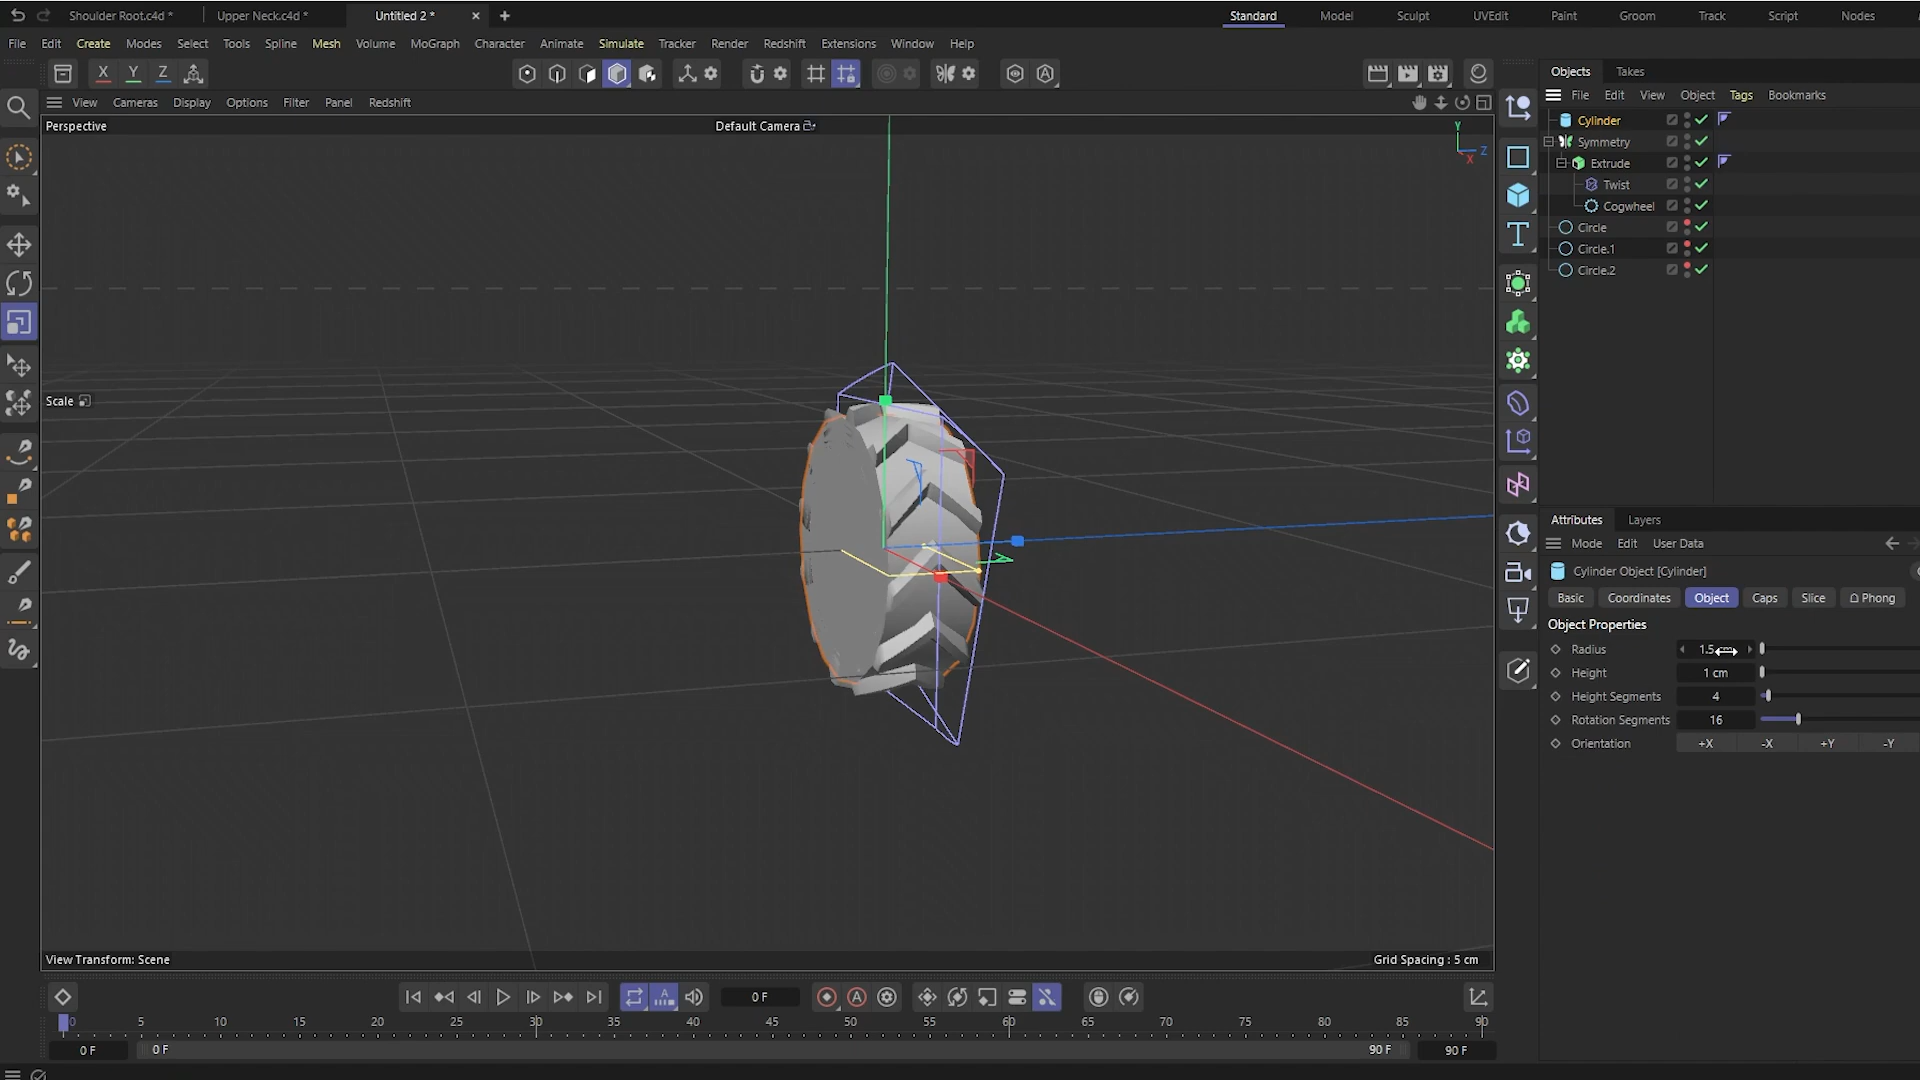 Shoulder Root.c4d *
Upper Neck.c4d *
Untitled 2 *
Standard
Model
Sculpt
UVEdit
Paint
Groom
Track
Script
Nodes
File Edit Create Modes Select Tools Spline Mesh Volume MoGraph Character Animate Simulate Tracker Render Redshift Extensions Window Help
X Y Z
Objects Takes
View Cameras Display Options Filter Panel Redshift
File Edit View Object Tags Bookmarks
Perspective
Default Camera
Y
Z
X
Cylinder
Symmetry
Extrude
Twist
Cogwheel
Circle
Circle.1
Circle.2
Scale
Attributes Layers
Mode Edit User Data
Cylinder Object [Cylinder]
Basic Coordinates Object Caps Slice Phong
Object Properties
Radius 1.5
Height 1 cm
Height Segments 4
Rotation Segments 16
Orientation +X -X +Y -Y
View Transform: Scene
Grid Spacing : 5 cm
0 F
0 5 10 15 20 25 30 35 40 45 50 55 60 65 70 75 80 85 90
0 F 0 F 90 F 90 F